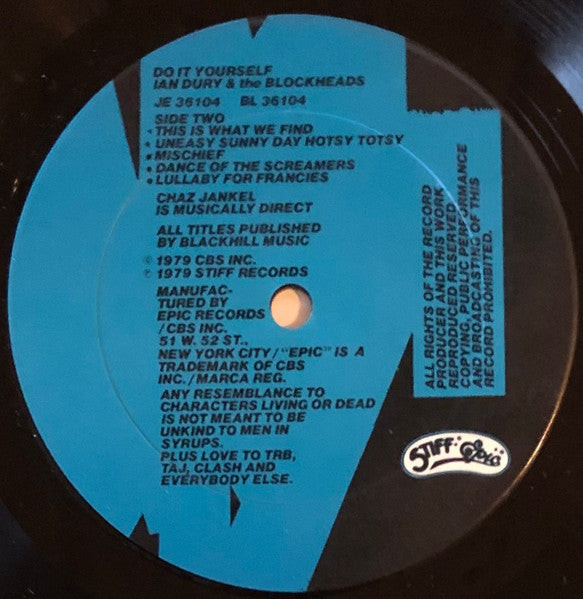 DO IT YOURSELF
IAN DURY & the BLOCKHEADS
JE 36104 BL 36104
SIDE TWO
• THIS IS WHAT WE FIND
• UNEASY SUNNY DAY HOTSY TOTSY
• MISCHIEF
• DANCE OF THE SCREAMERS
• LULLABY FOR FRANCIES
CHAZ JANKEL
IS MUSICALLY DIRECT
ALL TITLES PUBLISHED
BY BLACKHILL MUSIC
© 1979 CBS INC.
℗ 1979 STIFF RECORDS
MANUFAC-
TURED BY
EPIC RECORDS
/CBS INC.
51 W. 52 ST.,
NEW YORK CITY/"EPIC" IS A
TRADEMARK OF CBS
INC./MARCA REG.
ANY RESEMBLANCE TO
CHARACTERS LIVING OR DEAD
IS NOT MEANT TO BE
UNKIND TO MEN IN
SYRUPS.
PLUS LOVE TO TRB,
TAJ, CLASH AND
EVERYBODY ELSE.
ALL RIGHTS OF THE RECORD
PRODUCER AND THIS WORK
REPRODUCED RESERVED
COPYING, PUBLIC PERFORMANCE
AND BROADCASTING OF THIS
RECORD PROHIBITED.
STIFF Epic